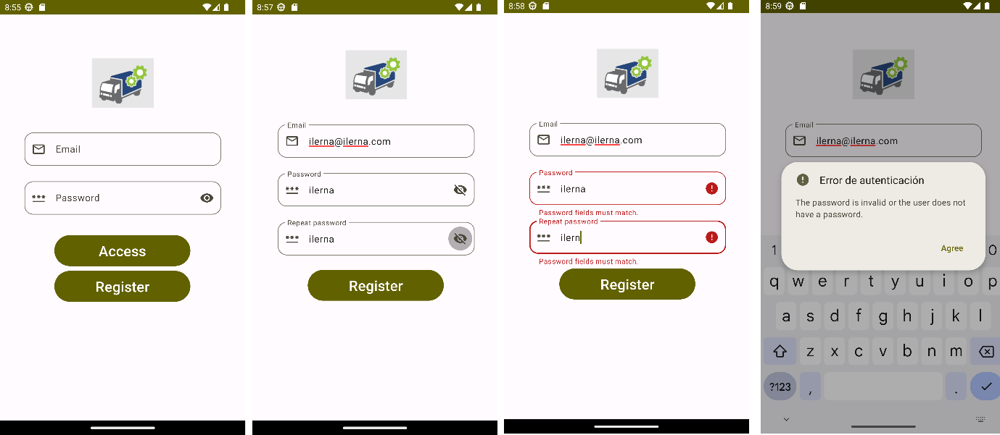 8:55
Email
***
Password
Access
Register
8:57
Email
ilerna@ilerna.com
Password
***
ilerna
Repeat password
***
ilerna
Register
8:58
Email
ilerna@ilerna.com
Password
***
ilerna
!
Password fields must match.
Repeat password
***
ilern
!
Password fields must match.
Register
8:59
Email
ilerna@ilerna.com
! Error de autenticación
The password is invalid or the user does not
have a password.
Agree
1 0
q w e r t y u i o p
a s d f g h j k l
z x c v b n m
?123 , .